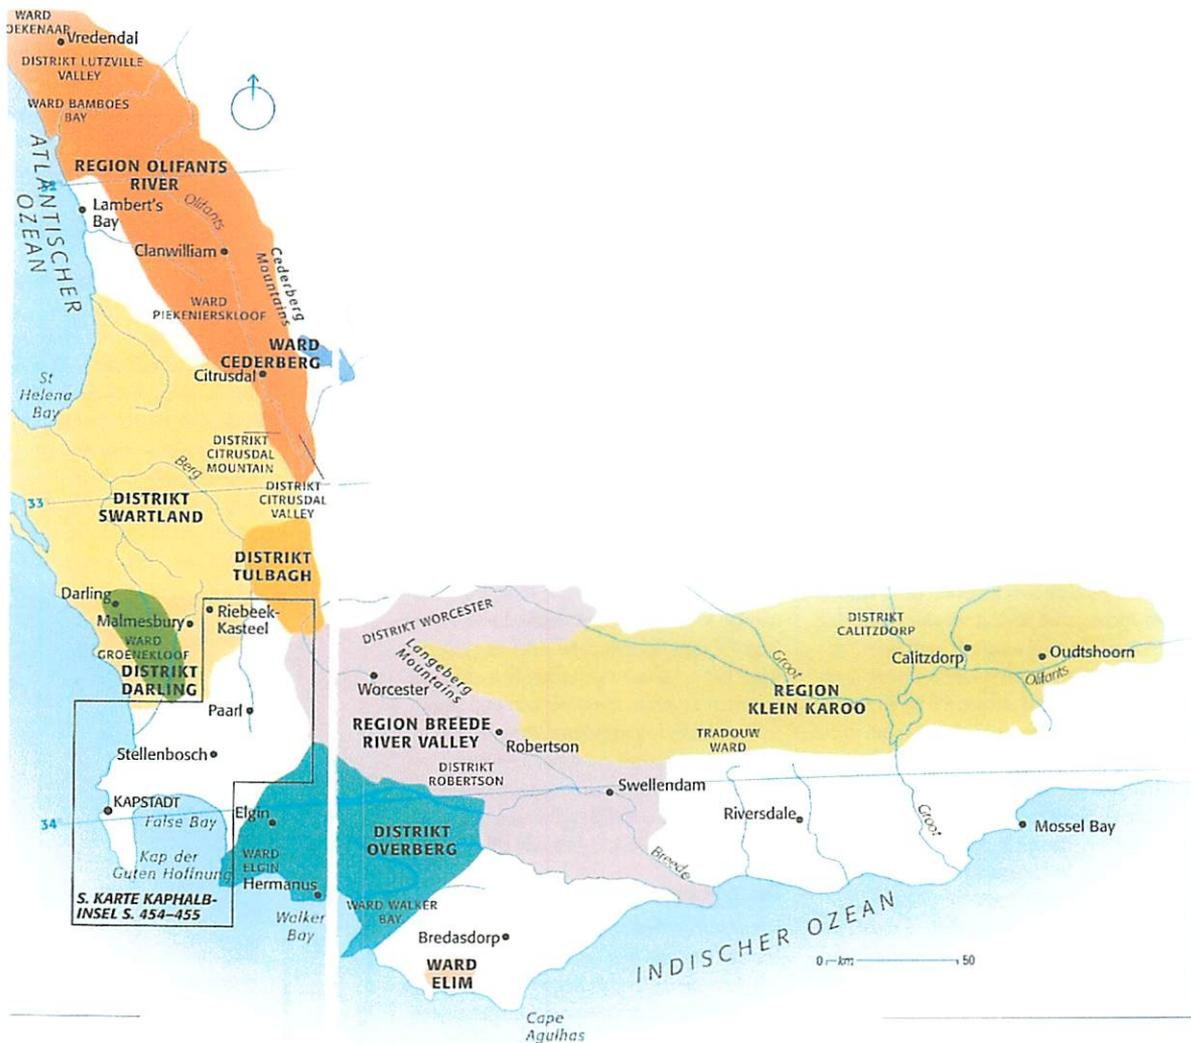 WARD
Vredendal
DISTRIKT LUTZVILLE
VALLEY
WARD BAMBOES
BAY
ATLANTISCHER
OZEAN
REGION OLIFANTS
RIVER
Lambert's
Bay
Olifants
Clanwilliam
Cederberg
Mountains
WARD
PIEKENIERSKLOOF
WARD
CEDERBERG
Citrusdal
St
Helena
Bay
DISTRIKT
CITRUSDAL
MOUNTAIN
Berg
DISTRIKT
CITRUSDAL
VALLEY
33
DISTRIKT
SWARTLAND
DISTRIKT
TULBAGH
Darling
Malmesbury
Riebeek-
Kasteel
WARD
GROENEKLOOF
DISTRIKT
DARLING
DISTRIKT WORCESTER
Langeberg
Mountains
Worcester
DISTRIKT
CALITZDORP
Calitzdorp
Oudtshoorn
Olifants
Groot
REGION
KLEIN KAROO
Paarl
REGION BREEDE
RIVER VALLEY
Robertson
TRADOUW
WARD
Stellenbosch
DISTRIKT
ROBERTSON
Swellendam
KAPSTADT
False Bay
Elgin
34
Riversdale
Groot
Mossel Bay
DISTRIKT
OVERBERG
Kap der
Guten Hoffnung
WARD
ELGIN
Hermanus
Breede
S. KARTE KAPHALB-
INSEL S. 454–455
Walker
Bay
WARD WALKER
BAY
Bredasdorp
WARD
ELIM
INDISCHER OZEAN
0 km 50
Cape
Agulhas